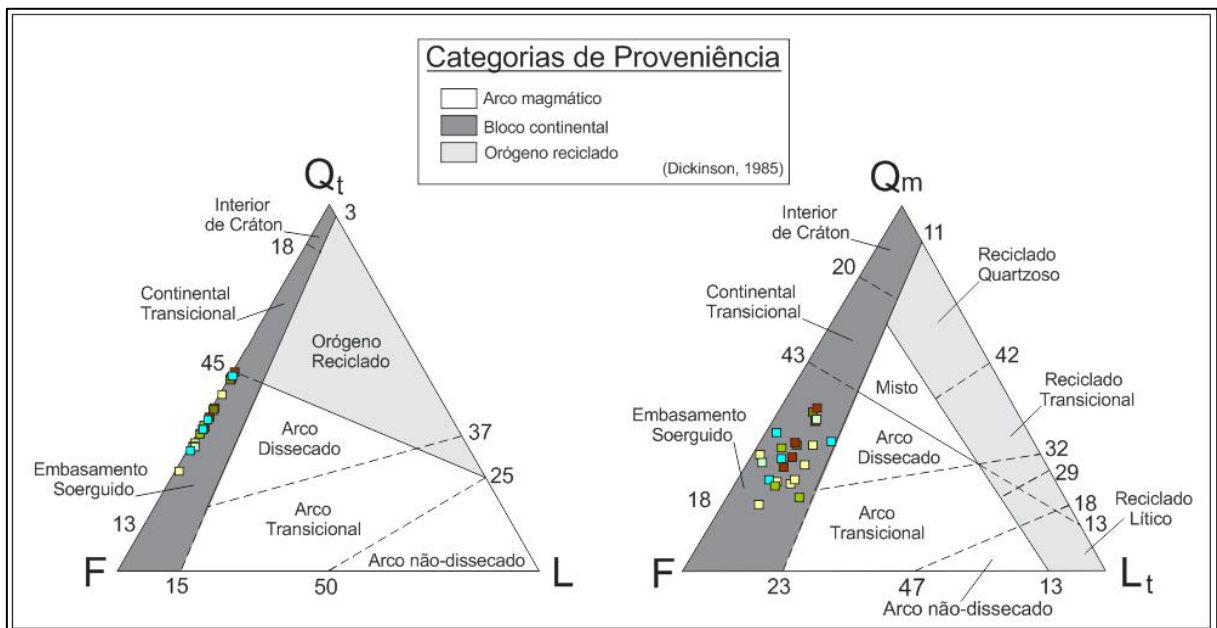 Categorias de Proveniência
Arco magmático
Bloco continental
Orógeno reciclado
(Dickinson, 1985)
Qt
3
Interior
de Cráton
18
Continental
Transicional
45
Orógeno
Reciclado
Arco
Dissecado
37
Embasamento
Soerguido
25
13
Arco
Transicional
Arco não-dissecado
F
15
50
L
Qm
11
Interior
de Cráton
20
Reciclado
Quartzoso
Continental
Transicional
43
42
Misto
Reciclado
Transicional
Embasamento
Soerguido
Arco
Dissecado
32
29
18
18
Arco
Transicional
13
Reciclado
Lítico
F
23
47
13
Lt
Arco não-dissecado